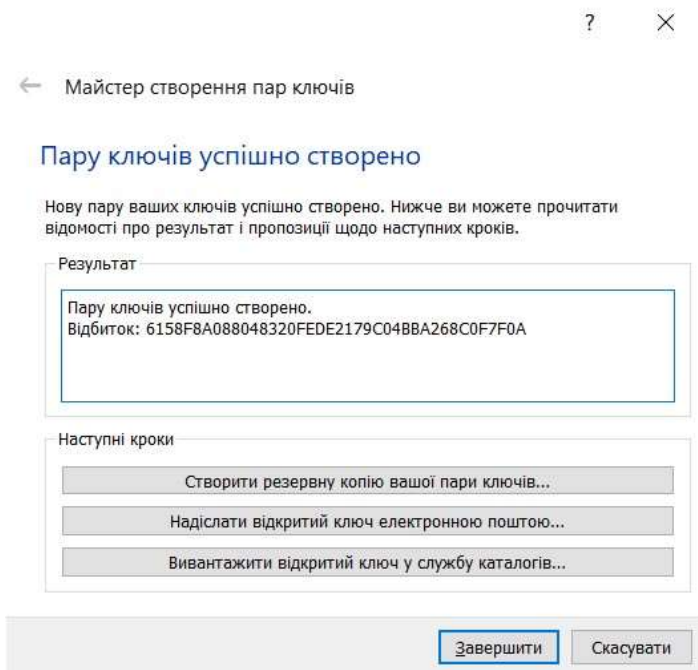 ?
Майстер створення пар ключів
Пару ключів успішно створено
Нову пару ваших ключів успішно створено. Нижче ви можете прочитати
відомості про результат і пропозиції щодо наступних кроків.
Результат
Пару ключів успішно створено.
Відбиток: 6158F8A088048320FEDE2179C04BBA268C0F7F0A
Наступні кроки
Створити резервну копію вашої пари ключів...
Надіслати відкритий ключ електронною поштою...
Вивантажити відкритий ключ у службу каталогів...
Завершити
Скасувати